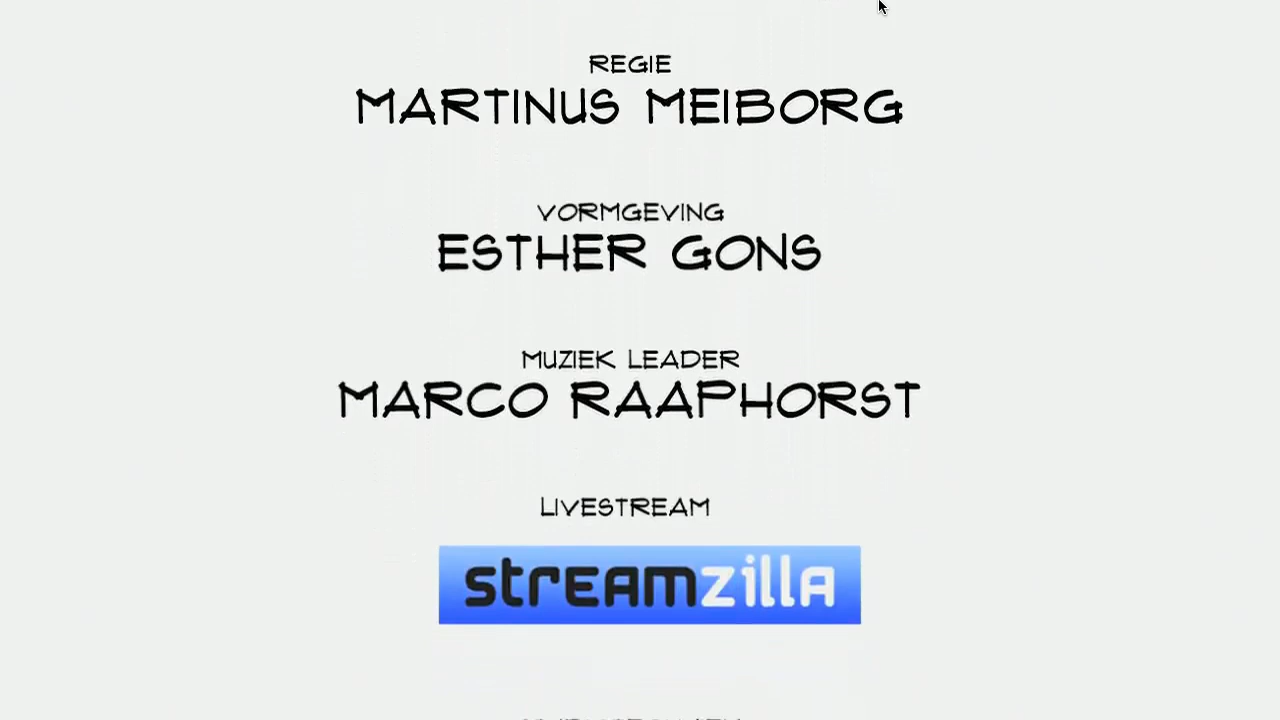 REGIE
MARTINUS MEIBORG
VORMGEVING
ESTHER GONS
MUZIEK LEADER
MARCO RAAPHORST
LIVESTREAM
streamzilla